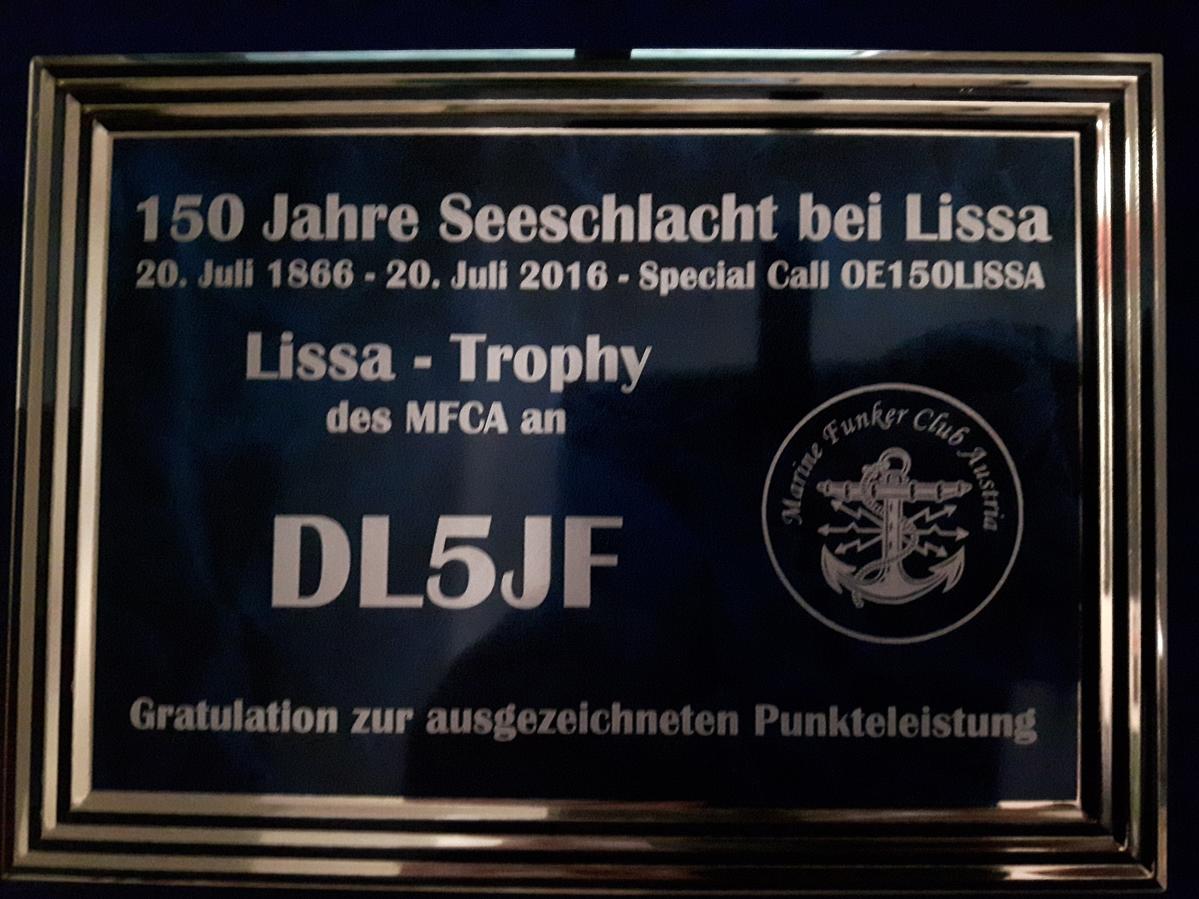 150 Jahre Seeschlacht bei Lissa
20. Juli 1866 - 20. Juli 2016 - Special Call OE150LISSA
Lissa - Trophy
des MFCA an
DL5JF
Marine Funker Club Austria
Gratulation zur ausgezeichneten Punkteleistung